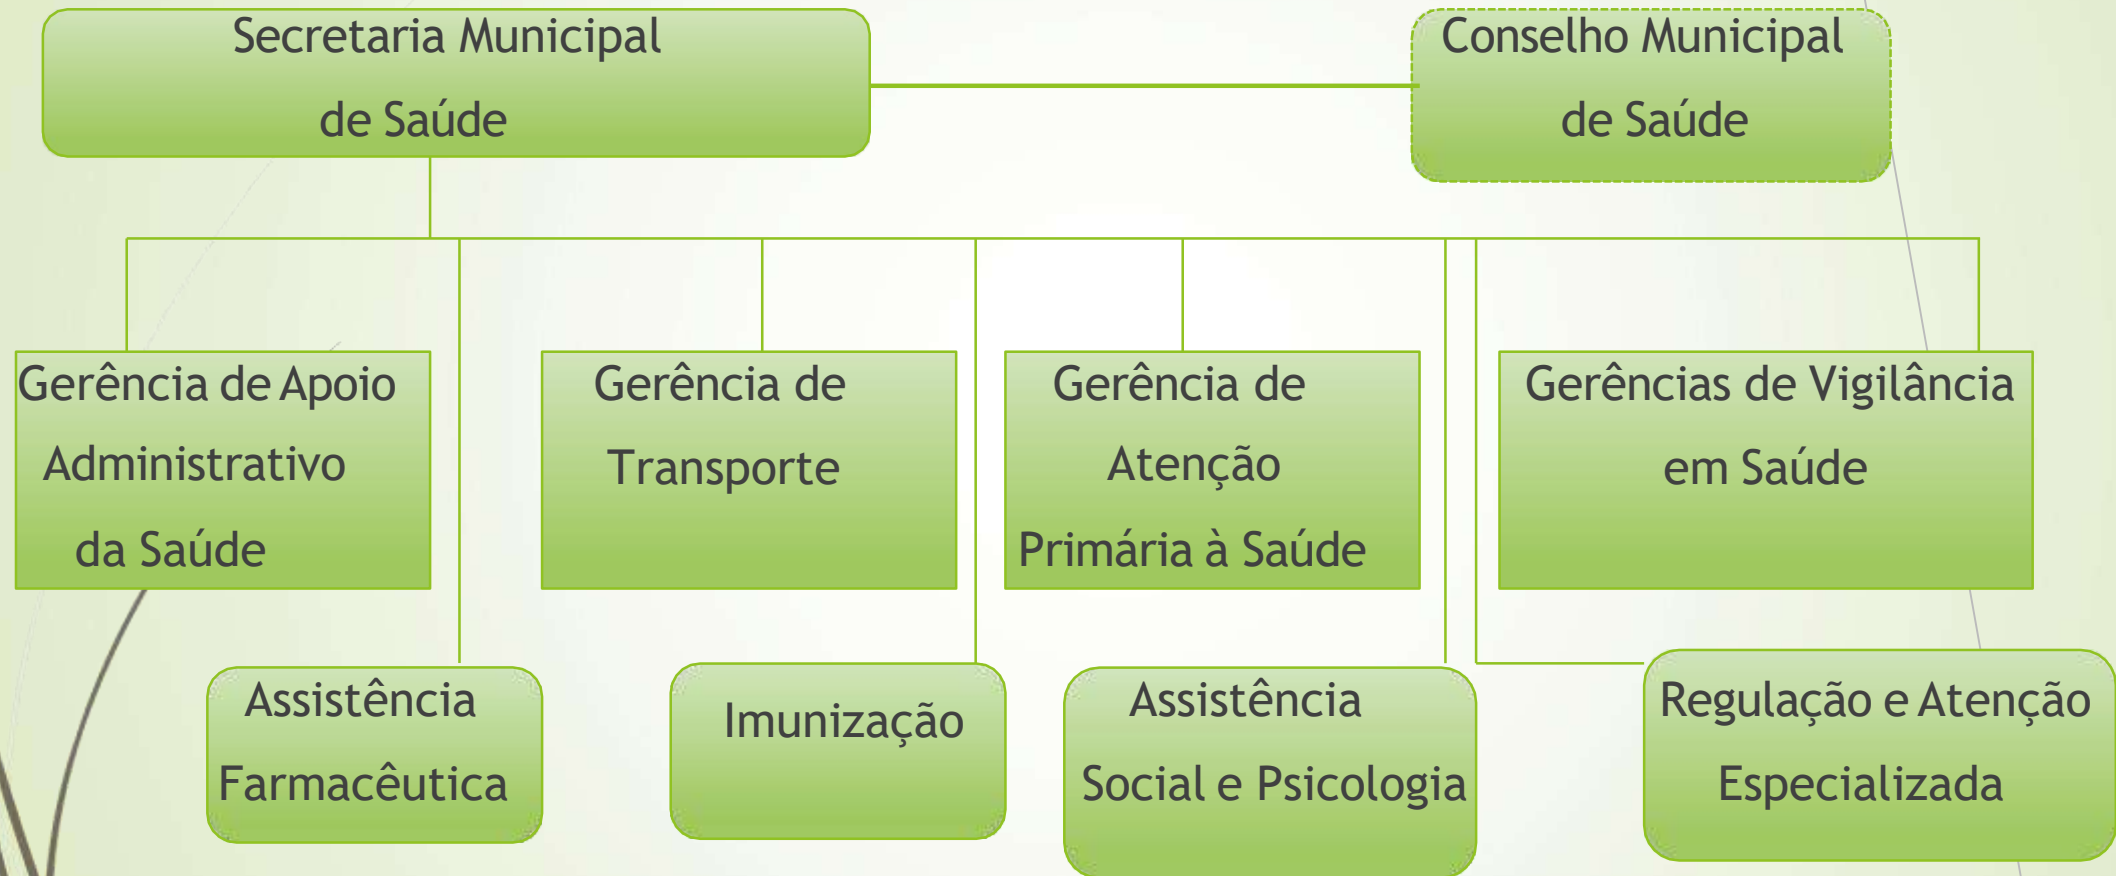 Secretaria Municipal
de Saúde
Conselho Municipal
de Saúde
Gerência de Apoio
Administrativo
da Saúde
Gerência de
Transporte
Gerência de
Atenção
Primária à Saúde
Gerências de Vigilância
em Saúde
Assistência
Farmacêutica
Imunização
Assistência
Social e Psicologia
Regulação e Atenção
Especializada